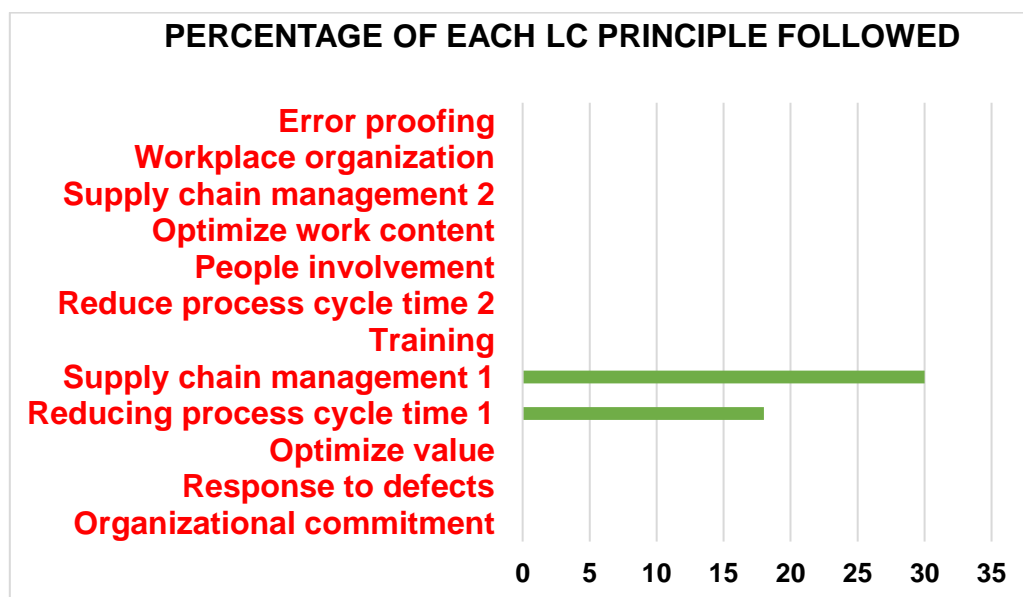 PERCENTAGE OF EACH LC PRINCIPLE FOLLOWED
Error proofing
Workplace organization
Supply chain management 2
Optimize work content
People involvement
Reduce process cycle time 2
Training
Supply chain management 1
Reducing process cycle time 1
Optimize value
Response to defects
Organizational commitment
0 5 10 15 20 25 30 35